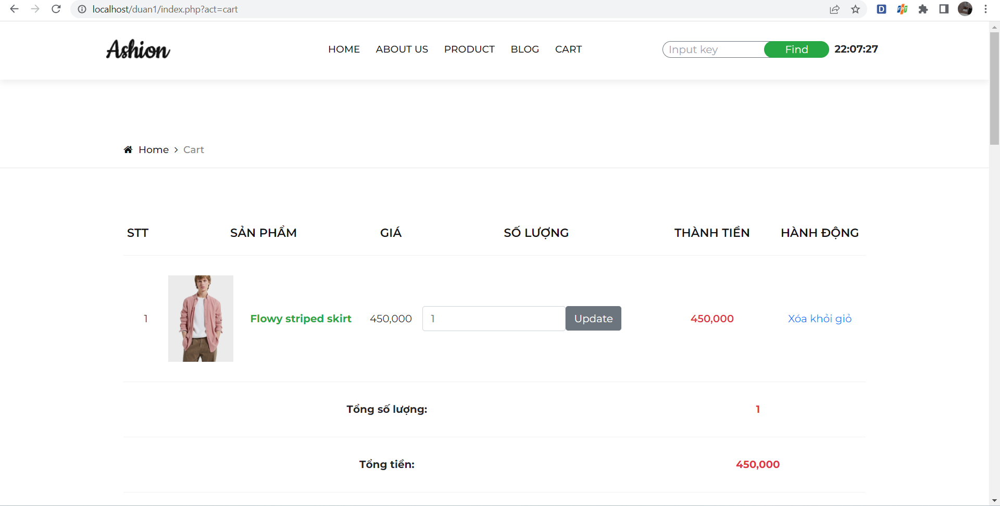 localhost/duan1/index.php?act=cart
Ashion
HOME ABOUT US PRODUCT BLOG CART
Input key Find 22:07:27
Home > Cart
STT SẢN PHẨM GIÁ SỐ LƯỢNG THÀNH TIỀN HÀNH ĐỘNG
1 Flowy striped skirt 450,000 1 Update 450,000 Xóa khỏi giỏ
Tổng số lượng: 1
Tổng tiền: 450,000